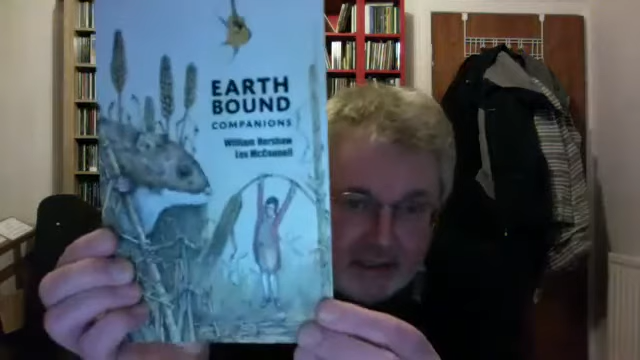 EARTH
BOUND
COMPANIONS
William Hershaw
Les McConnell